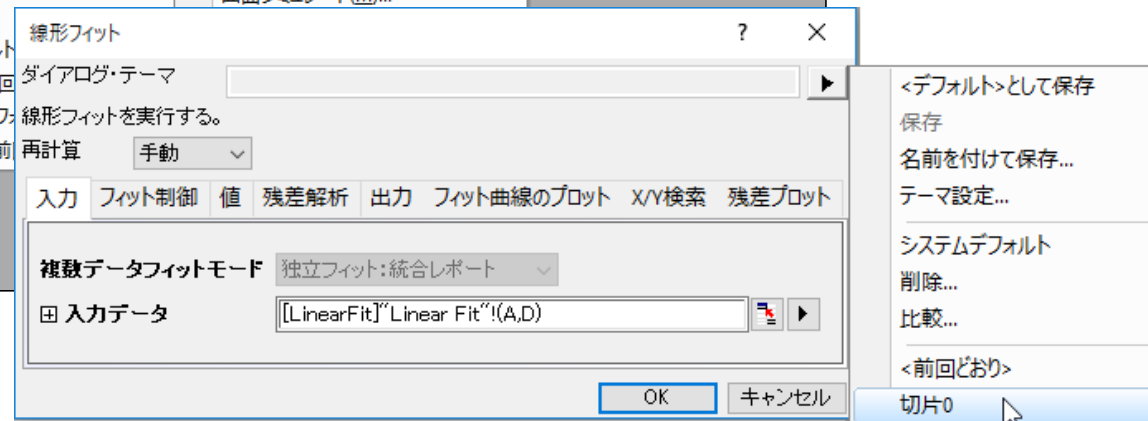 線形フィット ? ×
ダイアログ・テーマ
線形フィットを実行する。
再計算 手動
入力 フィット制御 値 残差解析 出力 フィット曲線のプロット X/Y検索 残差プロット
複数データフィットモード 独立フィット:統合レポート
入力データ [LinearFit]"Linear Fit"!(A,D)
OK キャンセル
<デフォルト>として保存
保存
名前を付けて保存...
テーマ設定...
システムデフォルト
削除...
比較...
<前回どおり>
切片0